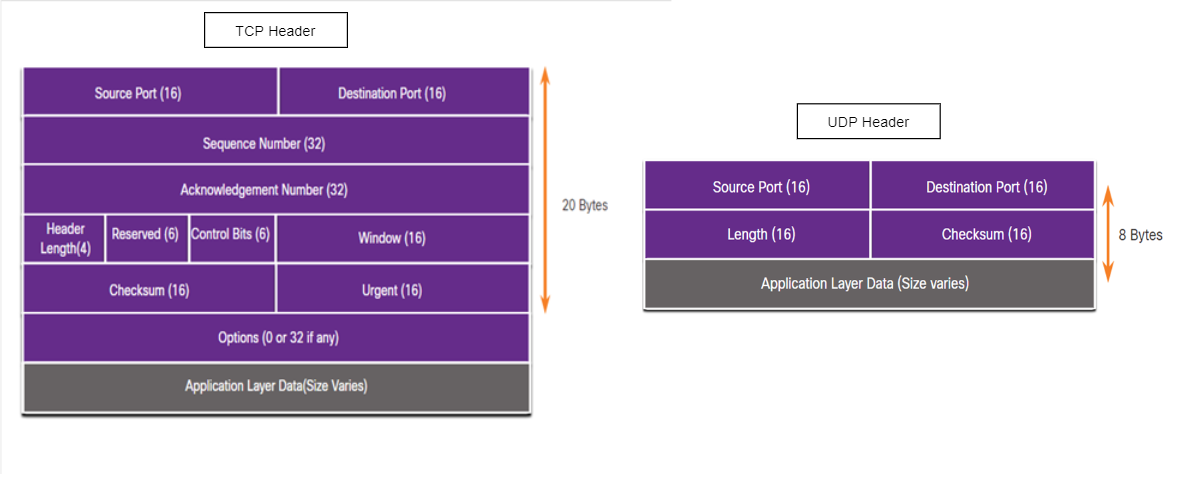 TCP Header
Source Port (16)
Destination Port (16)
Sequence Number (32)
Acknowledgement Number (32)
Header
Length(4)
Reserved (6)
Control Bits (6)
Window (16)
Checksum (16)
Urgent (16)
Options (0 or 32 if any)
Application Layer Data(Size Varies)
20 Bytes
UDP Header
Source Port (16)
Destination Port (16)
Length (16)
Checksum (16)
Application Layer Data (Size varies)
8 Bytes